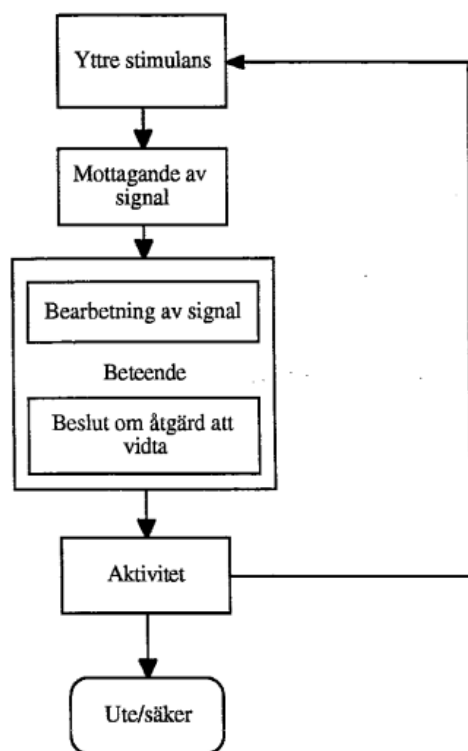 Yttre stimulans
Mottagande av
signal
Bearbetning av signal
Beteende
Beslut om åtgärd att
vidta
Aktivitet
Ute/säker